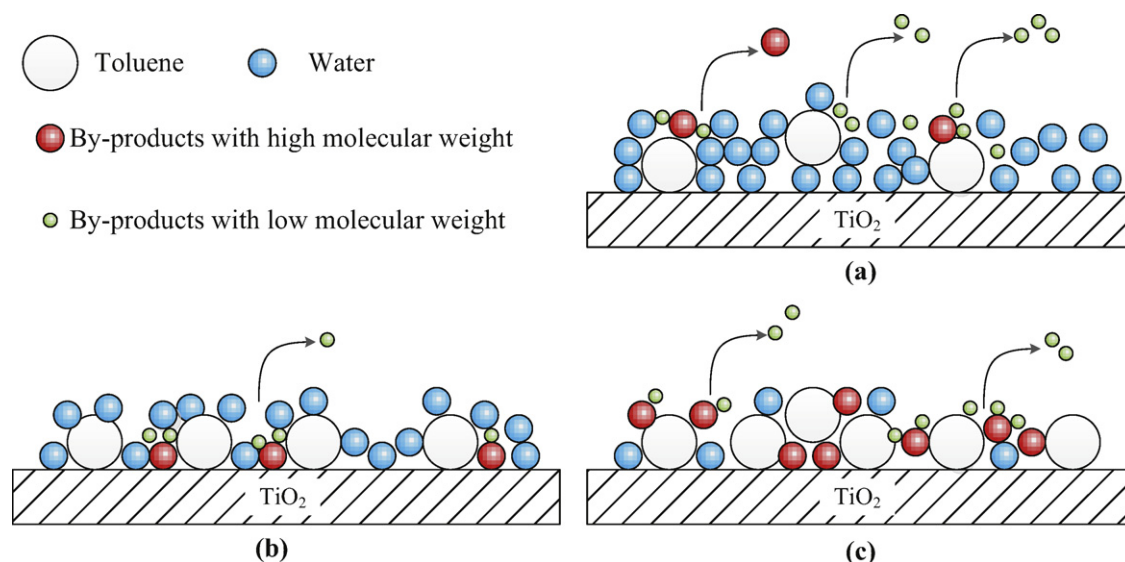 Toluene
Water
By-products with high molecular weight
By-products with low molecular weight
TiO₂
(a)
TiO₂
(b)
TiO₂
(c)